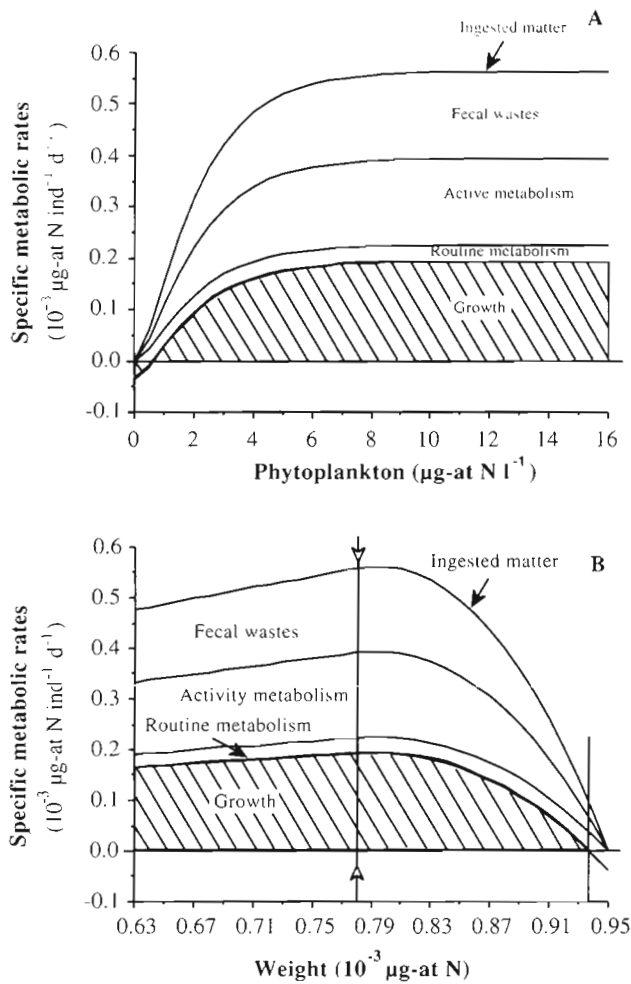 A
Ingested matter
Specific metabolic rates
(10⁻³ µg-at N ind⁻¹ d⁻¹)
0.6
0.5
0.4
0.3
0.2
0.1
0.0
-0.1
Fecal wastes
Active metabolism
Routine metabolism
Growth
0 2 4 6 8 10 12 14 16
Phytoplankton (µg-at N l⁻¹)
B
Ingested matter
Specific metabolic rates
(10⁻³ µg-at N ind⁻¹ d⁻¹)
0.6
0.5
0.4
0.3
0.2
0.1
0.0
-0.1
Fecal wastes
Activity metabolism
Routine metabolism
Growth
0.63 0.67 0.71 0.75 0.79 0.83 0.87 0.91 0.95
Weight (10⁻³ µg-at N)